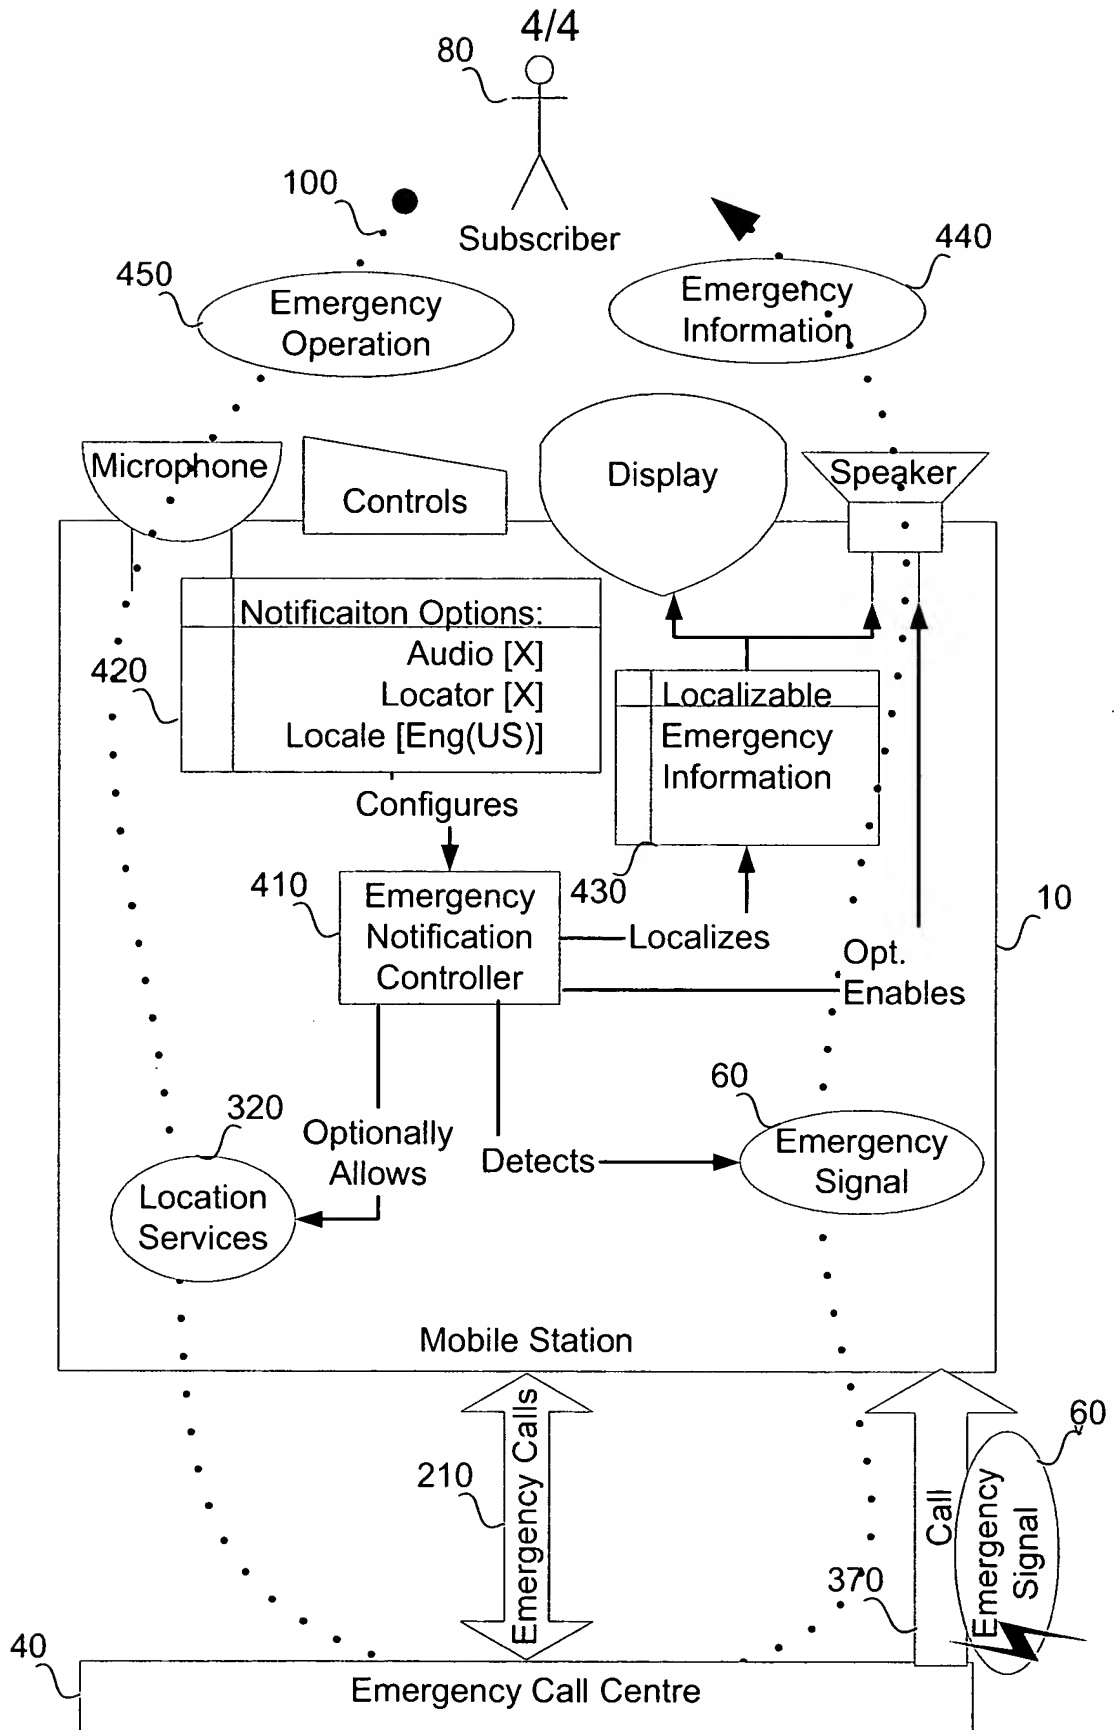 4/4
80
Subscriber
100
450
Emergency
Operation
440
Emergency
Information
Microphone
Controls
Display
Speaker
420
Notificaiton Options:
Audio [X]
Locator [X]
Locale [Eng(US)]
Localizable
Emergency
Information
Configures
410
Emergency
Notification
Controller
430
Localizes
10
Opt.
Enables
320
Optionally
Allows
Location
Services
Detects
60
Emergency
Signal
Mobile Station
210
Emergency Calls
Call
370
60
Emergency
Signal
40
Emergency Call Centre